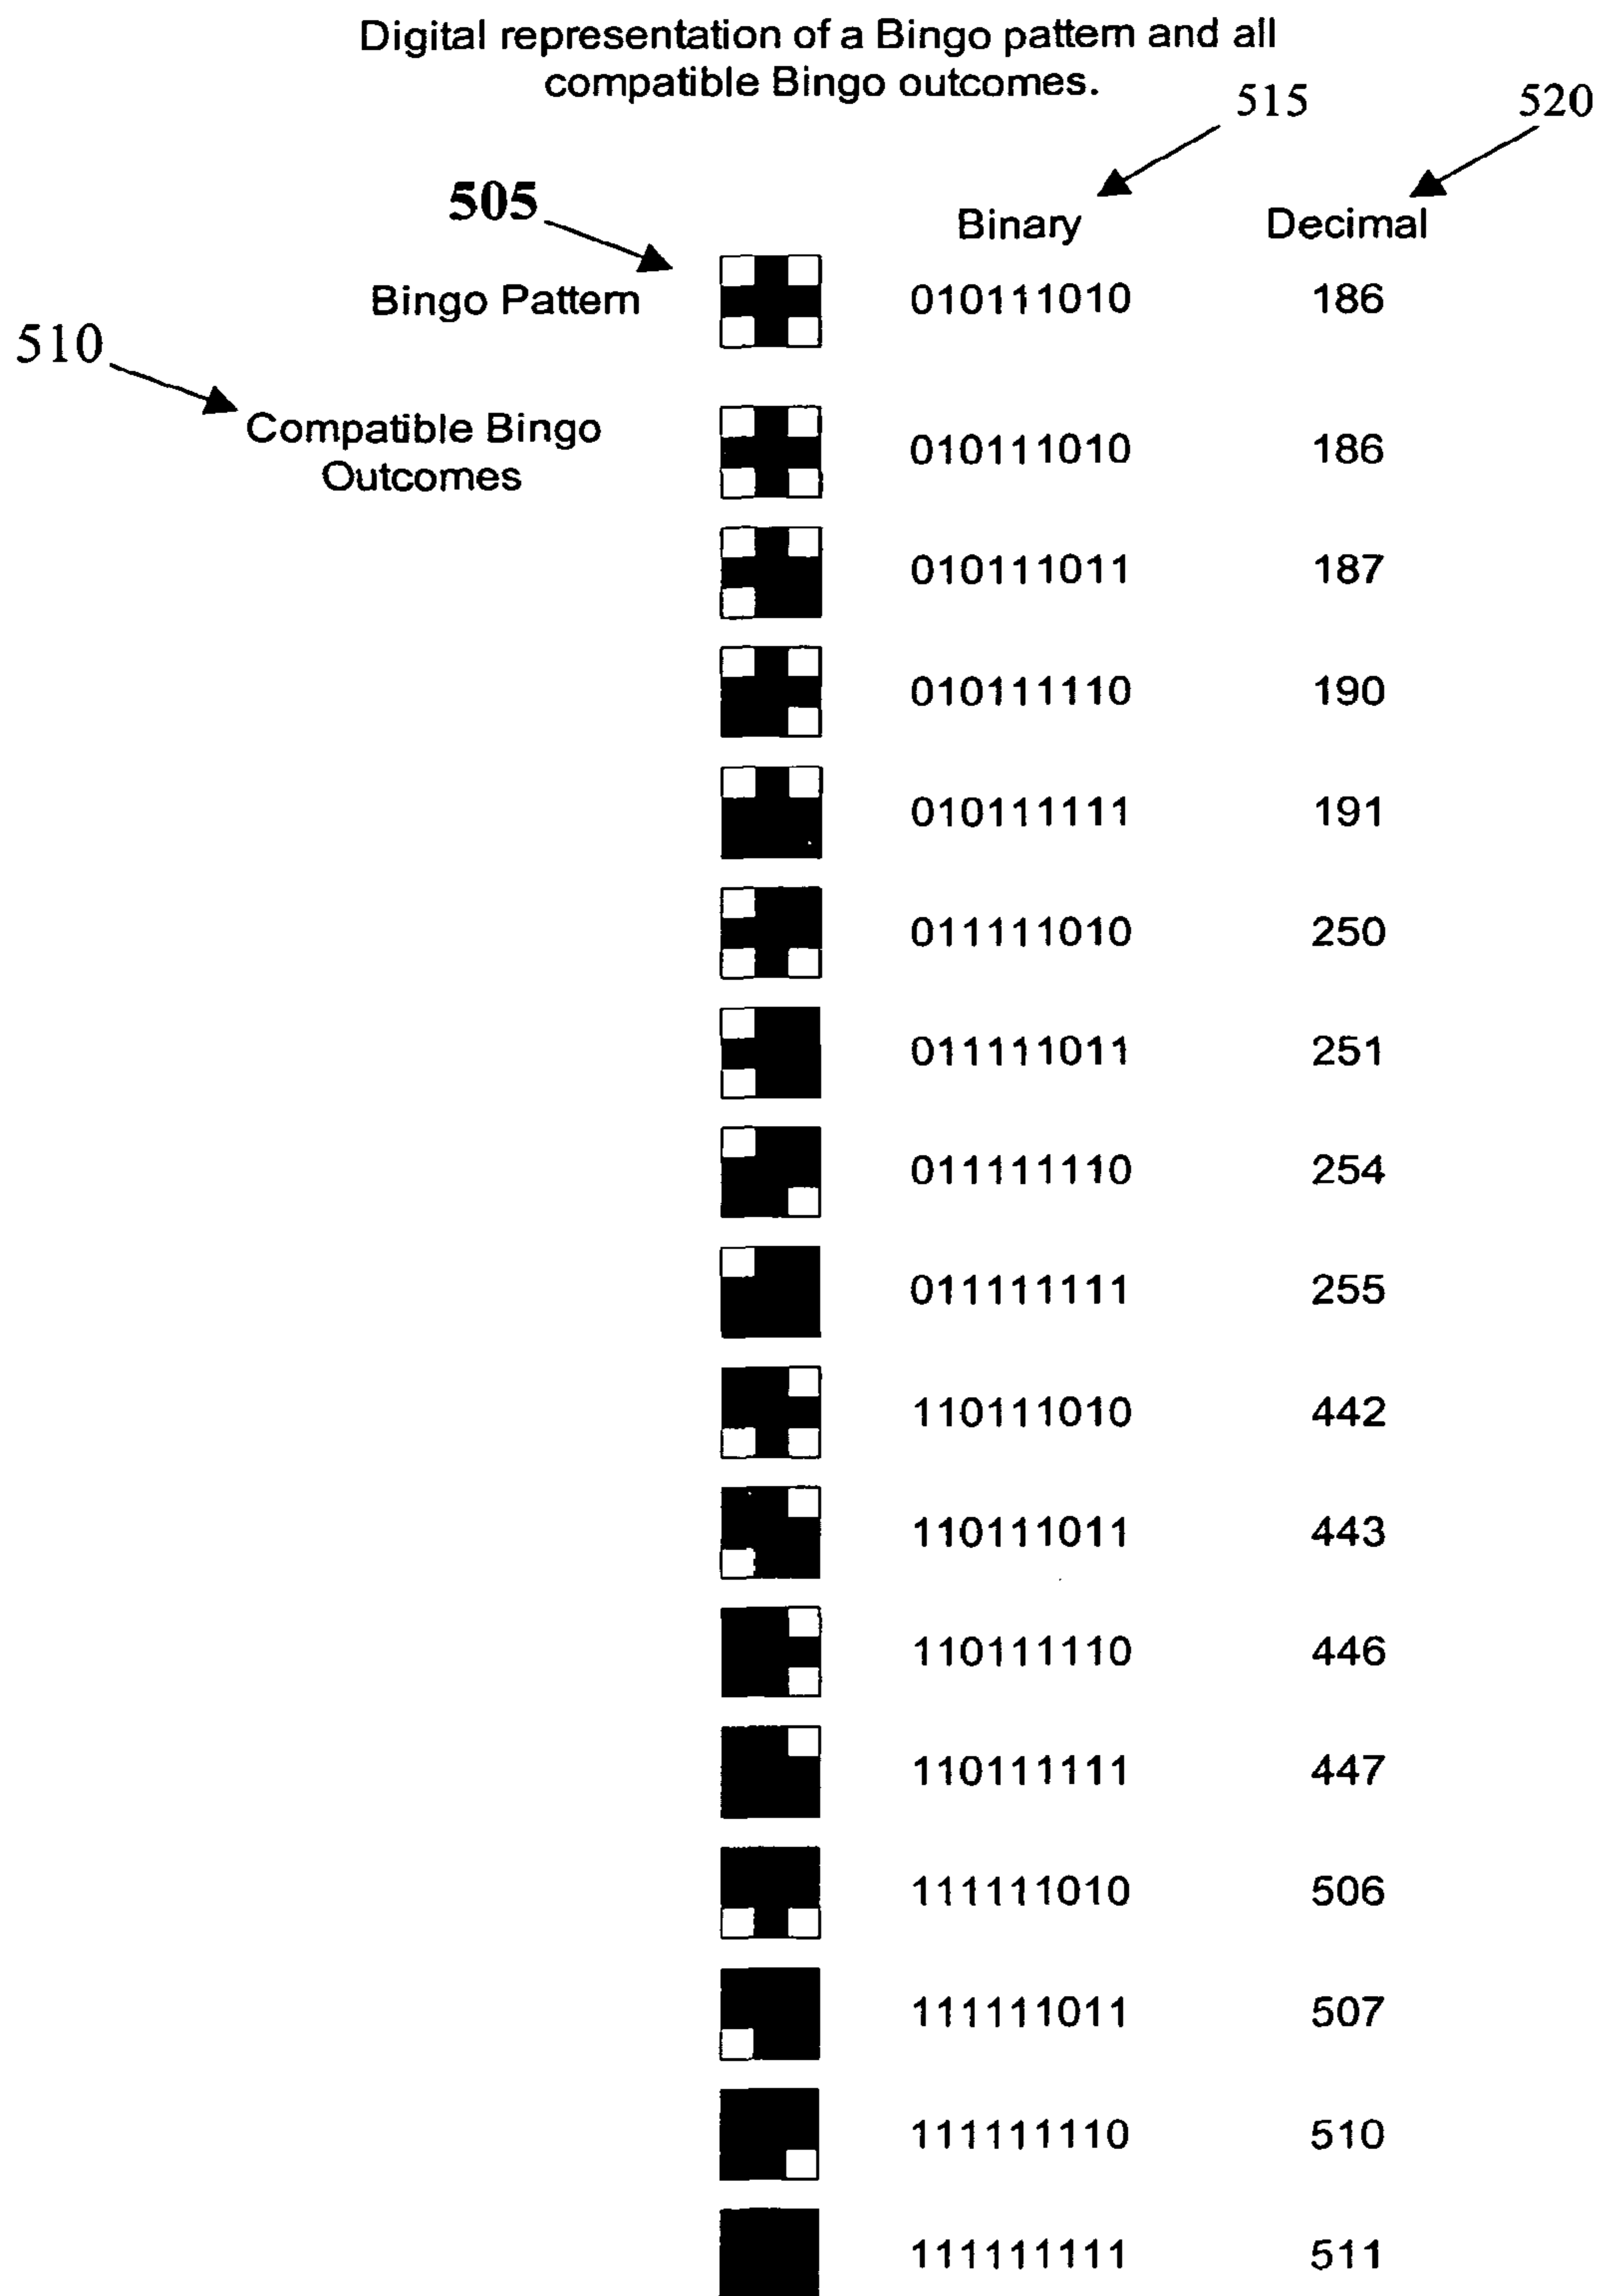 Digital representation of a Bingo pattern and all
compatible Bingo outcomes.
515 520
505 Binary Decimal
Bingo Pattern 010111010 186
510
Compatible Bingo
Outcomes 010111010 186
010111011 187
010111110 190
010111111 191
011111010 250
011111011 251
011111110 254
011111111 255
110111010 442
110111011 443
110111110 446
110111111 447
111111010 506
111111011 507
111111110 510
111111111 511